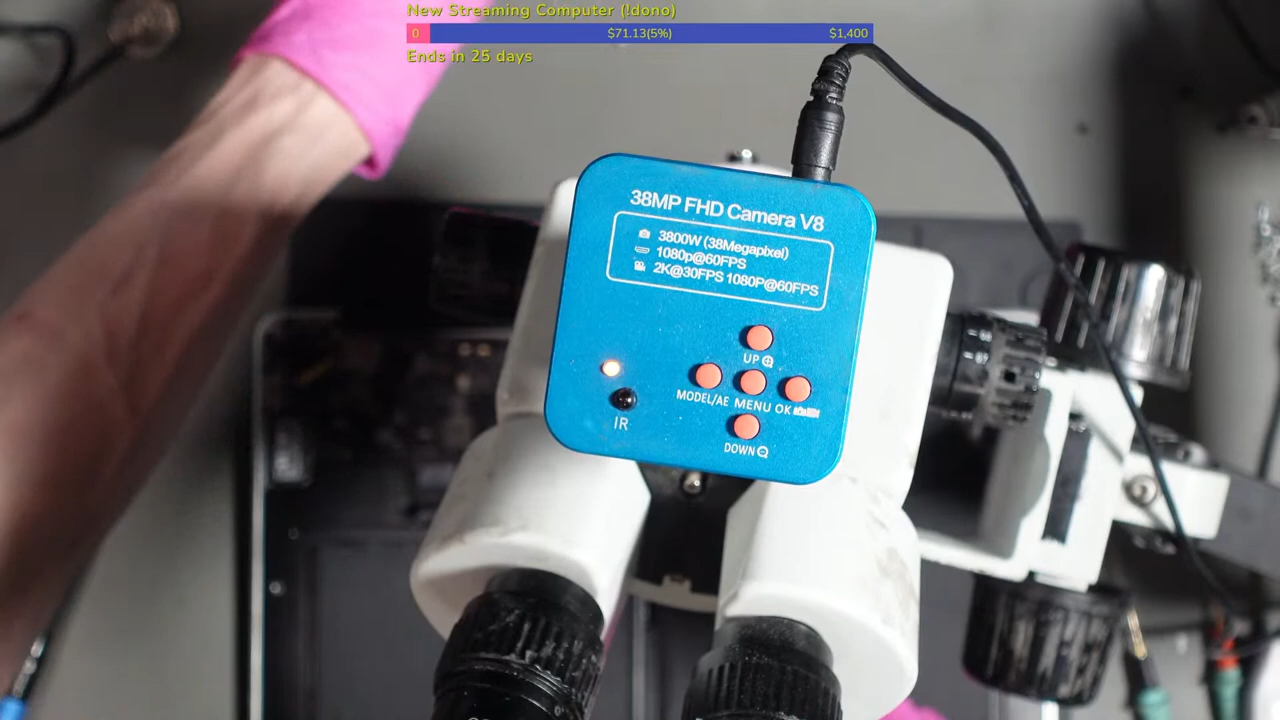 New Streaming Computer (!dono)
0 $71.13(5%) $1,400
Ends in 25 days
38MP FHD Camera V8
3800W (38Megapixel)
1080p@60FPS
2K@30FPS 1080P@60FPS
UP
MODEL/AE MENU OK
DOWN
IR